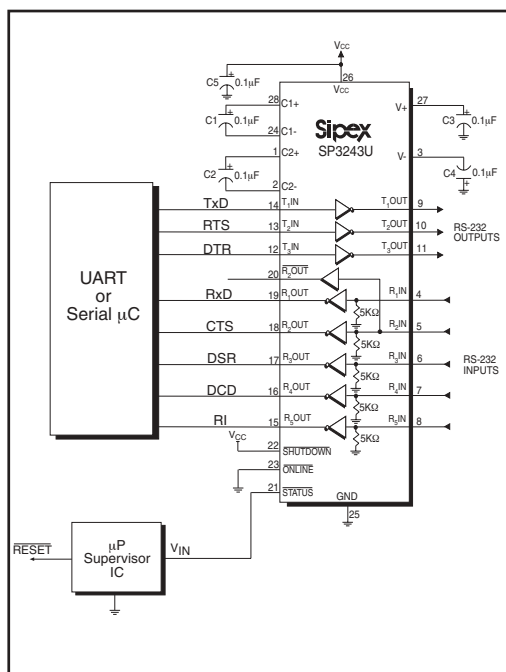 VCC
C5 + 0.1µF
26
VCC
28 C1+
C1 + 0.1µF
24 C1-
1 C2+
C2 + 0.1µF
2 C2-
Sipex
SP3243U
V+ 27
C3 + 0.1µF
V- 3
C4 0.1µF +
TxD 14 T1IN T1OUT 9
RTS 13 T2IN T2OUT 10
DTR 12 T3IN T3OUT 11
RS-232
OUTPUTS
UART
or
Serial µC
20 R2OUT
RxD 19 R1OUT R1IN 4
5KΩ
CTS 18 R2OUT R2IN 5
5KΩ
DSR 17 R3OUT R3IN 6
5KΩ
DCD 16 R4OUT R4IN 7
5KΩ
RI 15 R5OUT R5IN 8
5KΩ
RS-232
INPUTS
VCC
22 SHUTDOWN
23 ONLINE
21 STATUS
GND
25
RESET
µP
Supervisor
IC
VIN